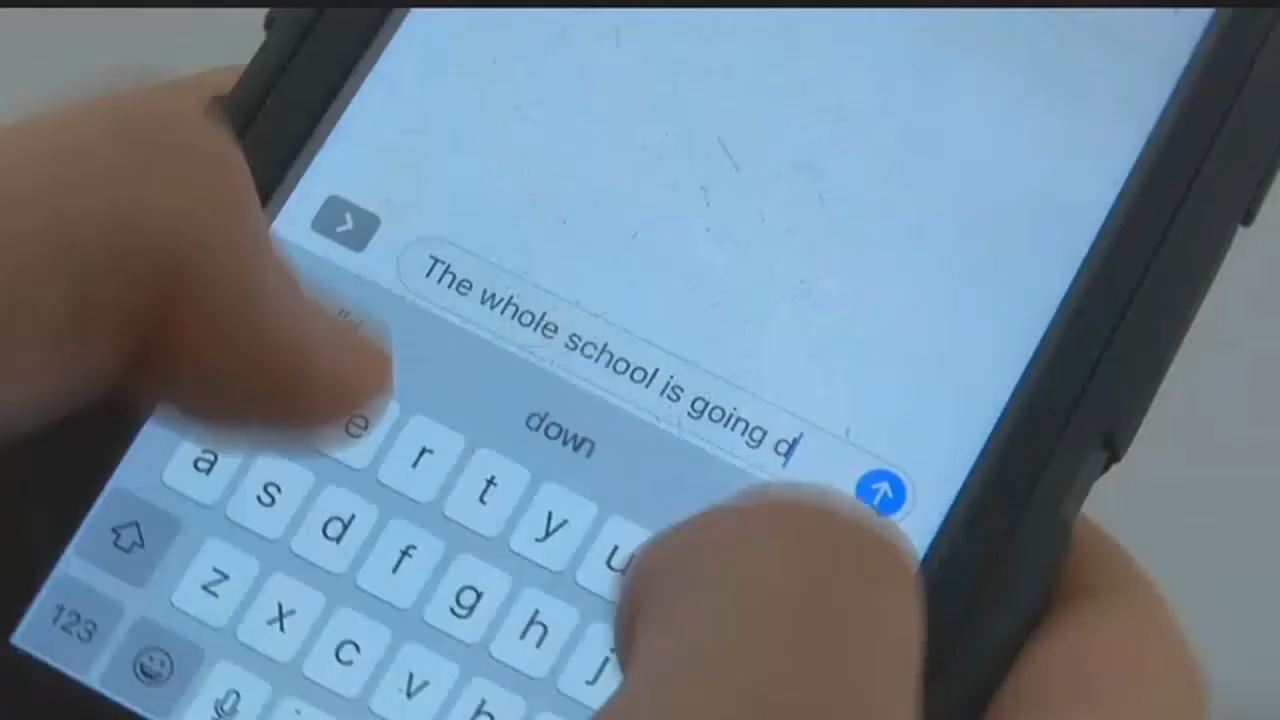 The whole school is going d
down
e r t y u
a s d f g h j
z x c v b
123